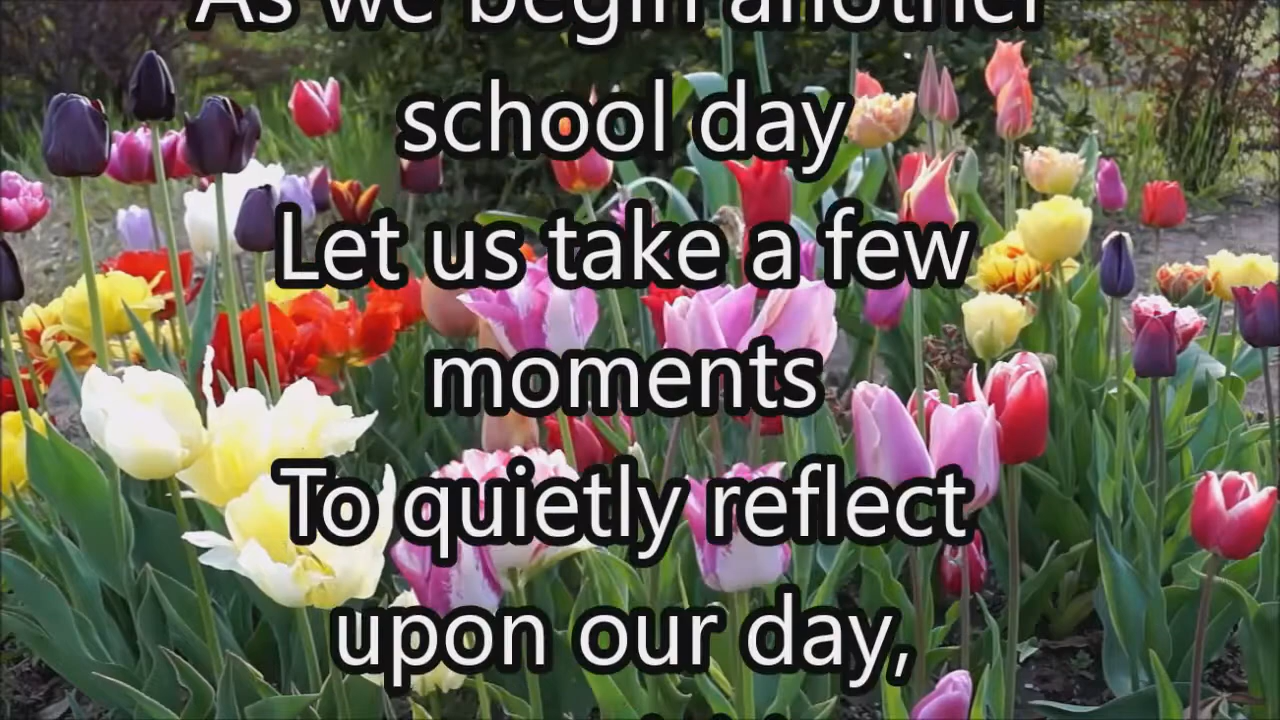 As we begin another
school day
Let us take a few
moments
To quietly reflect
upon our day,